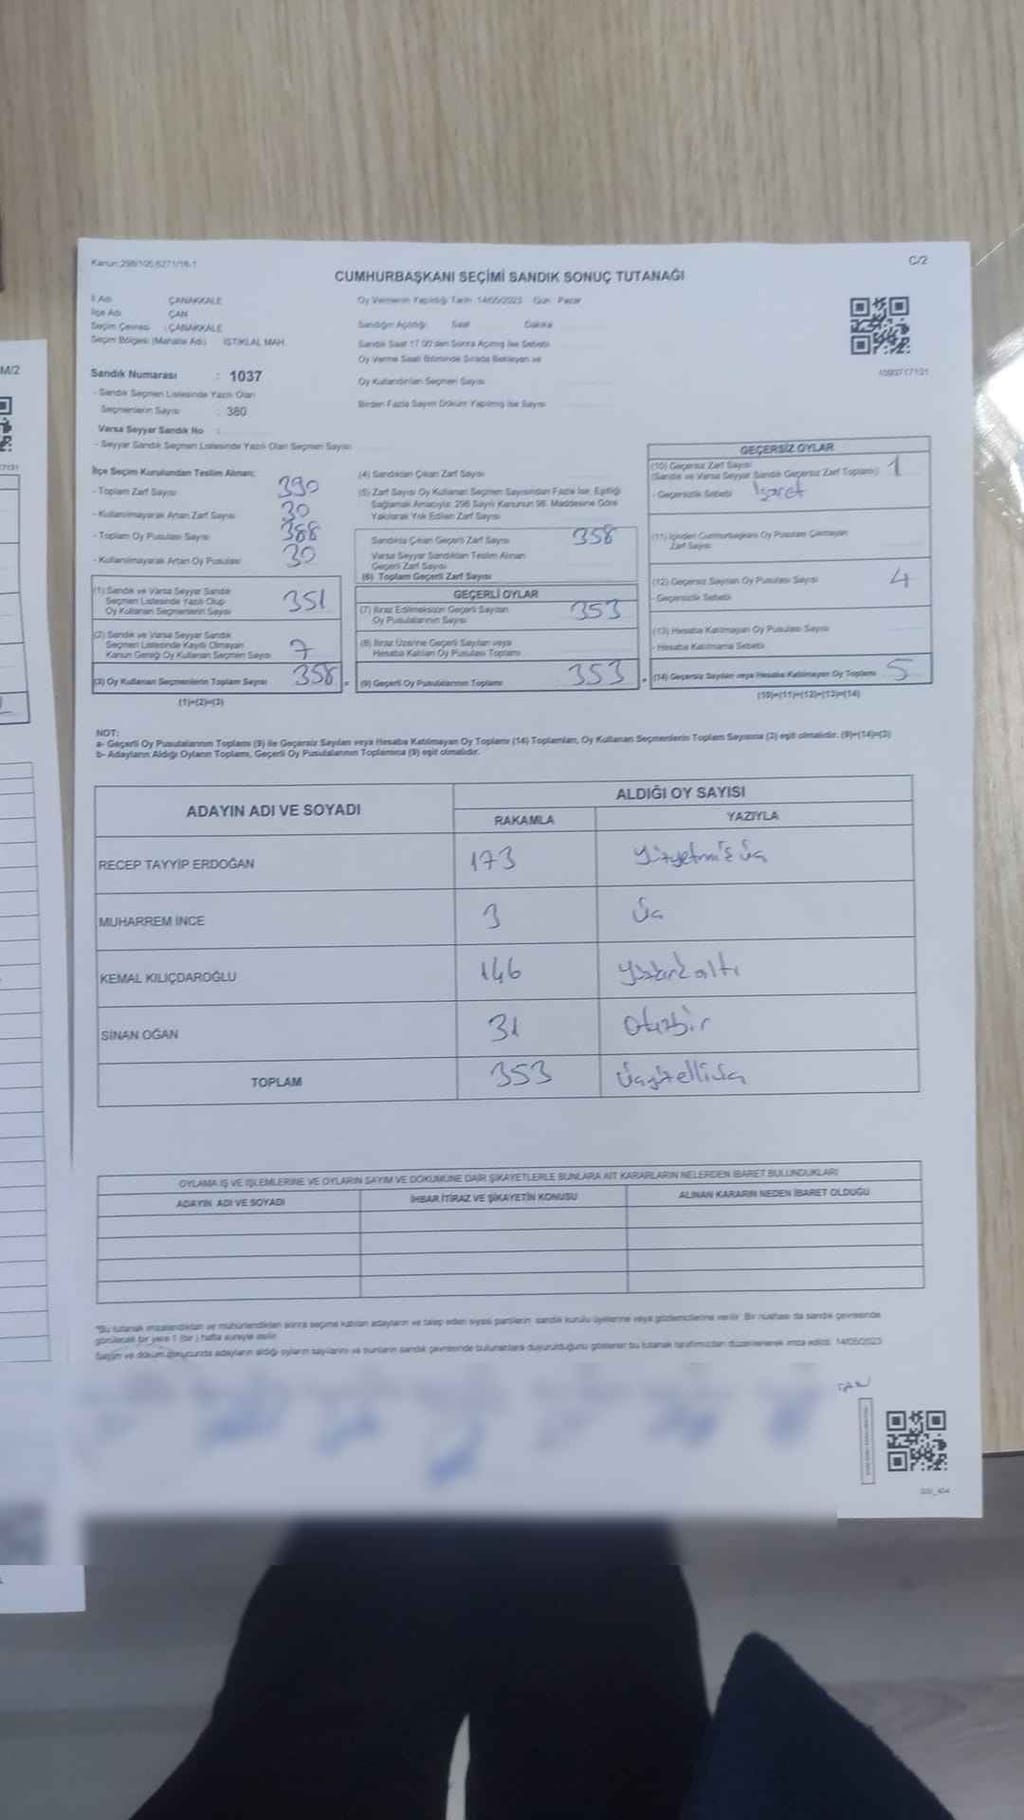 Kanun:298/105,6271/16-1
C/2
CUMHURBAŞKANI SEÇİMİ SANDIK SONUÇ TUTANAĞI
İl Adı : ÇANAKKALE
İlçe Adı : ÇAN
Seçim Çevresi : ÇANAKKALE
Seçim Bölgesi (Mahalle Adı) : İSTİKLAL MAH.
Sandık Numarası : 1037
- Sandık Seçmen Listesinde Yazılı Olan
Seçmenlerin Sayısı : 380
Varsa Seyyar Sandık No :
- Seyyar Sandık Seçmen Listesinde Yazılı Olan Seçmen Sayısı
Oy Vermenin Yapıldığı Tarih :14/05/2023 Gün : Pazar
Sandığın Açıldığı Saat Dakika
Sandık Saat 17.00'den Sonra Açılmış İse Sebebi
Oy Verme Saati Bitiminde Sırada Bekleyen ve
Oy Kullandırılan Seçmen Sayısı
Birden Fazla Sayım Döküm Yapılmış İse Sayısı
İlçe Seçim Kurulundan Teslim Alınan;
- Toplam Zarf Sayısı 390
- Kullanılmayarak Artan Zarf Sayısı 30
- Toplam Oy Pusulası Sayısı 388
- Kullanılmayarak Artan Oy Pusulası 30
(1) Sandık ve Varsa Seyyar Sandık
Seçmen Listesinde Yazılı Olup
Oy Kullanan Seçmenlerin Sayısı 351
(2) Sandık ve Varsa Seyyar Sandık
Seçmen Listesinde Kayıtlı Olmayan
Kanun Gereği Oy Kullanan Seçmen Sayısı 7
(3) Oy Kullanan Seçmenlerin Toplam Sayısı 358
(1)+(2)=(3)
(4) Sandıktan Çıkan Zarf Sayısı
(5) Zarf Sayısı Oy Kullanan Seçmen Sayısından Fazla İse, Eşitliği
Sağlamak Amacıyla; 298 Sayılı Kanunun 98. Maddesine Göre
Yakılarak Yok Edilen Zarf Sayısı
Sandıkta Çıkan Geçerli Zarf Sayısı 358
Varsa Seyyar Sandıktan Teslim Alınan
Geçerli Zarf Sayısı
(6) Toplam Geçerli Zarf Sayısı
GEÇERLİ OYLAR
(7) İtiraz Edilmeksizin Geçerli Sayılan
Oy Pusulalarının Sayısı 353
(8) İtiraz Üzerine Geçerli Sayılan veya
Hesaba Katılan Oy Pusulası Toplamı
(9) Geçerli Oy Pusulalarının Toplamı 353
GEÇERSİZ OYLAR
(10) Geçersiz Zarf Sayısı
(Sandık ve Varsa Seyyar Sandık Geçersiz Zarf Toplamı) 1
- Geçersizlik Sebebi İşaret
(11) İçinden Cumhurbaşkanı Oy Pusulası Çıkmayan
Zarf Sayısı
(12) Geçersiz Sayılan Oy Pusulası Sayısı 4
- Geçersizlik Sebebi
(13) Hesaba Katılmayan Oy Pusulası Sayısı
- Hesaba Katılmama Sebebi
(14) Geçersiz Sayılan veya Hesaba Katılmayan Oy Toplamı 5
(10)+(11)+(12)+(13)=(14)
NOT:
a- Geçerli Oy Pusulalarının Toplamı (9) ile Geçersiz Sayılan veya Hesaba Katılmayan Oy Toplamı (14) Toplamları, Oy Kullanan Seçmenlerin Toplam Sayısına (3) eşit olmalıdır. (9)+(14)=(3)
b- Adayların Aldığı Oyların Toplamı, Geçerli Oy Pusulalarının Toplamına (9) eşit olmalıdır.
ADAYIN ADI VE SOYADI
ALDIĞI OY SAYISI
RAKAMLA YAZIYLA
RECEP TAYYİP ERDOĞAN 173 Yüzyetmiş üç
MUHARREM İNCE 3 Üç
KEMAL KILIÇDAROĞLU 146 yüzkırkaltı
SİNAN OĞAN 31 otuzbir
TOPLAM 353 üçyüzelliüç
OYLAMA İŞ VE İŞLEMLERİNE VE OYLARIN SAYIM VE DÖKÜMÜNE DAİR ŞİKAYETLERLE BUNLARA AİT KARARLARIN NELERDEN İBARET BULUNDUKLARI
ADAYIN ADI VE SOYADI İHBAR İTİRAZ VE ŞİKAYETİN KONUSU ALINAN KARARIN NEDEN İBARET OLDUĞU
*Bu tutanak imzalandıktan ve mühürlendikten sonra seçime katılan adayların ve talep eden siyasi partilerin sandık kurulu üyelerine veya gözlemcilerine verilir. Bir nüshası da sandık çevresinde
görülecek bir yere 1 (bir) hafta süreyle asılır.
Seçim ve döküm sonucunda adayların aldığı oyların sayılarını ve bunların sandık çevresinde bulunanlara duyurulduğunu gösteren bu tutanak tarafımızdan düzenlenerek imza edildi. 14/05/2023
M/2